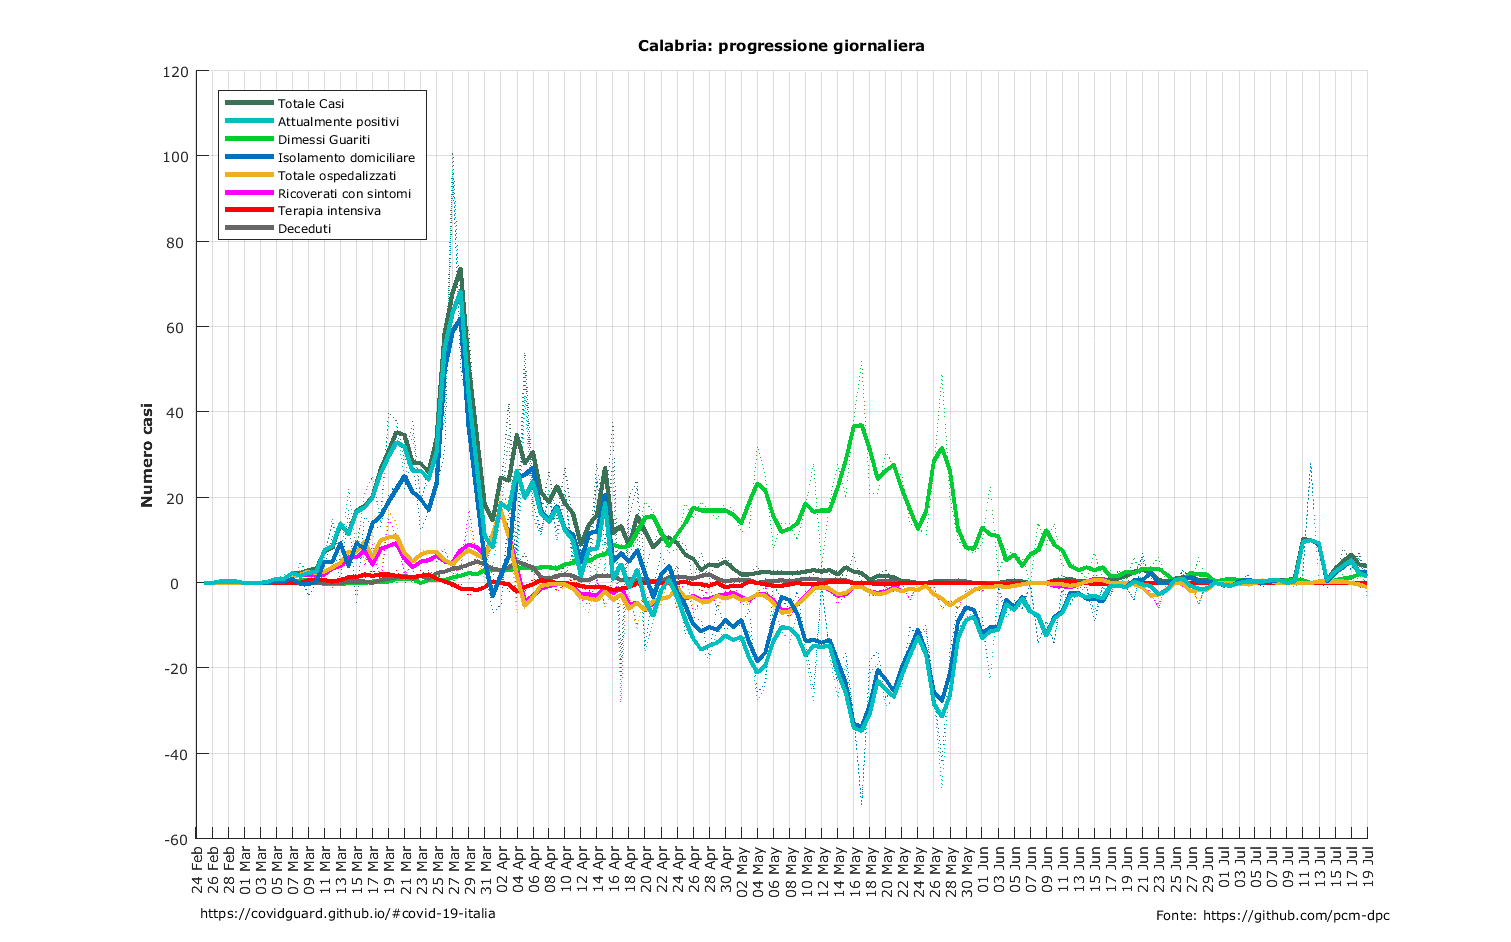 Calabria: progressione giornaliera
Numero casi
120
100
80
60
40
20
0
-20
-40
-60
Totale Casi
Attualmente positivi
Dimessi Guariti
Isolamento domiciliare
Totale ospedalizzati
Ricoverati con sintomi
Terapia intensiva
Deceduti
24 Feb
26 Feb
28 Feb
01 Mar
03 Mar
05 Mar
07 Mar
09 Mar
11 Mar
13 Mar
15 Mar
17 Mar
19 Mar
21 Mar
23 Mar
25 Mar
27 Mar
29 Mar
31 Mar
02 Apr
04 Apr
06 Apr
08 Apr
10 Apr
12 Apr
14 Apr
16 Apr
18 Apr
20 Apr
22 Apr
24 Apr
26 Apr
28 Apr
30 Apr
02 May
04 May
06 May
08 May
10 May
12 May
14 May
16 May
18 May
20 May
22 May
24 May
26 May
28 May
30 May
01 Jun
03 Jun
05 Jun
07 Jun
09 Jun
11 Jun
13 Jun
15 Jun
17 Jun
19 Jun
21 Jun
23 Jun
25 Jun
27 Jun
29 Jun
01 Jul
03 Jul
05 Jul
07 Jul
09 Jul
11 Jul
13 Jul
15 Jul
17 Jul
19 Jul
https://covidguard.github.io/#covid-19-italia
Fonte: https://github.com/pcm-dpc